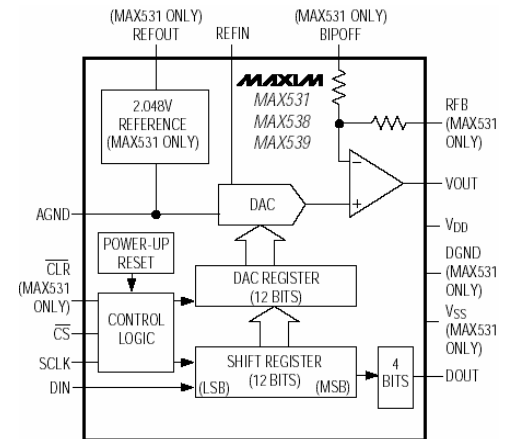 (MAX531 ONLY)
REFOUT
REFIN
(MAX531 ONLY)
BIPOFF
MAXIM
MAX531
MAX538
MAX539
2.048V
REFERENCE
(MAX531 ONLY)
RFB
(MAX531
ONLY)
−
+
VOUT
AGND
DAC
VDD
POWER-UP
RESET
DGND
(MAX531
ONLY)
CLR
(MAX531
ONLY)
DAC REGISTER
(12 BITS)
CONTROL
LOGIC
VSS
(MAX531
ONLY)
CS
SCLK
SHIFT REGISTER
(12 BITS)
(LSB)
(MSB)
4
BITS
DIN
DOUT